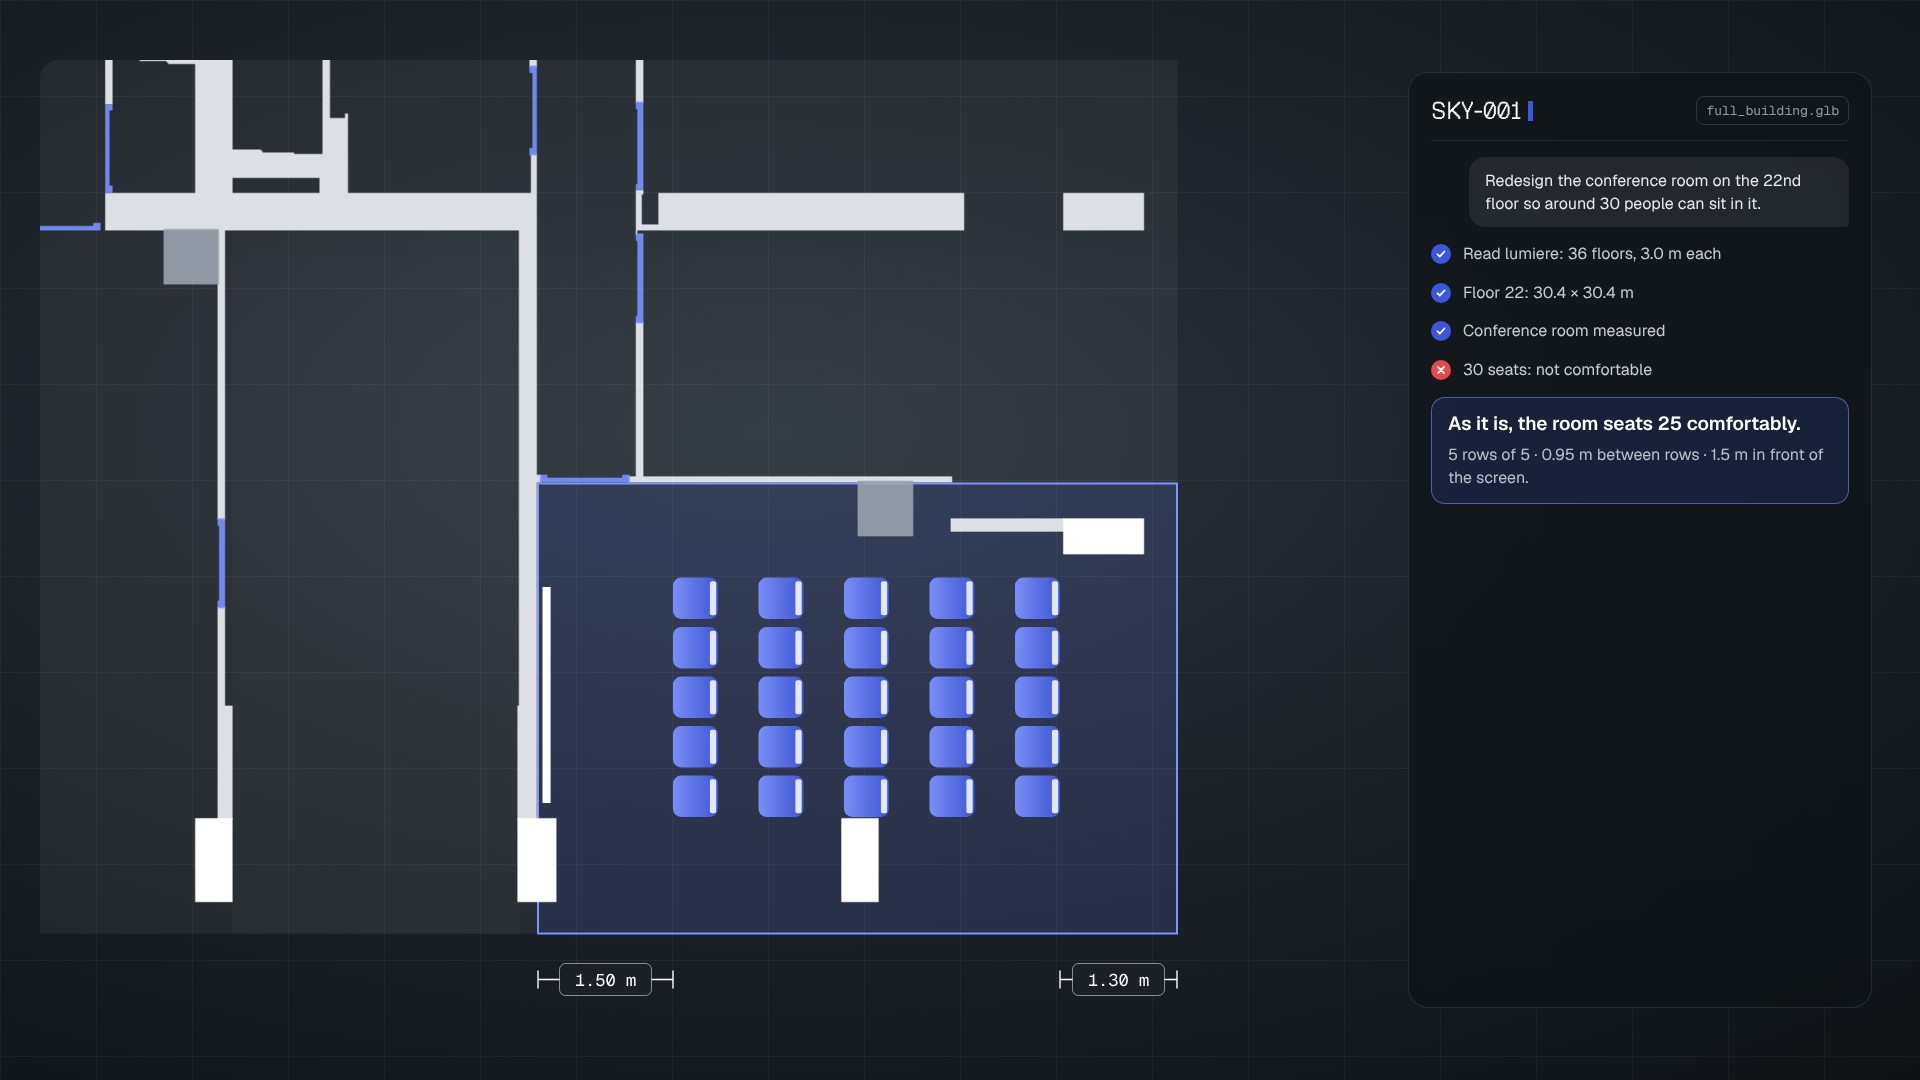 SKY-001
full_building.glb
Redesign the conference room on the 22nd
floor so around 30 people can sit in it.
Read lumiere: 36 floors, 3.0 m each
Floor 22: 30.4 × 30.4 m
Conference room measured
30 seats: not comfortable
As it is, the room seats 25 comfortably.
5 rows of 5 · 0.95 m between rows · 1.5 m in front of
the screen.
1.50 m
1.30 m